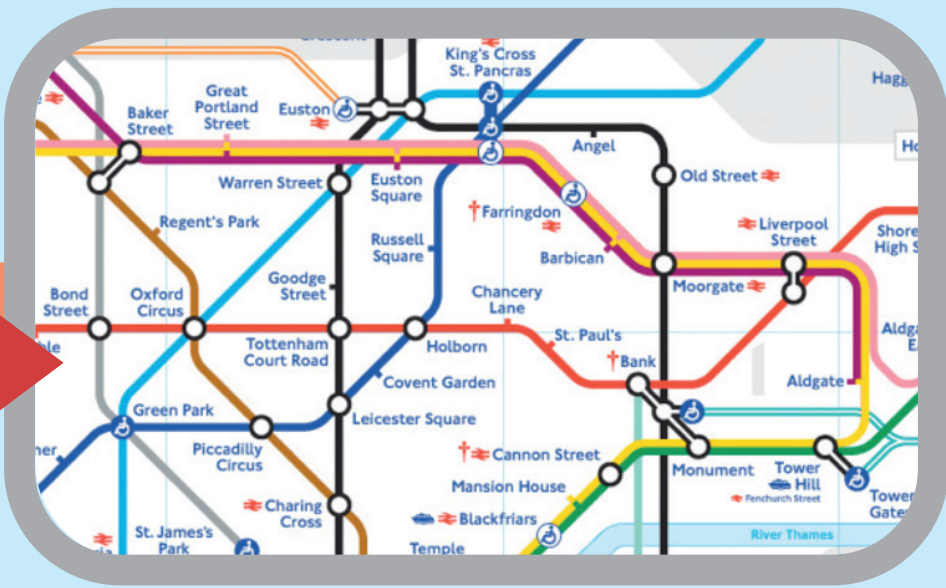 King's Cross
St. Pancras
Great
Portland
Street
Euston
Baker
Street
Angel
Warren Street
Euston
Square
Old Street
Farringdon
Regent's Park
Liverpool
Street
Russell
Square
Barbican
Moorgate
Goodge
Street
Bond
Street
Oxford
Circus
Chancery
Lane
St. Paul's
Tottenham
Court Road
Holborn
Bank
Covent Garden
Aldgate
Green Park
Leicester Square
Piccadilly
Circus
Cannon Street
Monument
Tower
Hill
Fenchurch Street
Mansion House
Charing
Cross
Blackfriars
Tower
St. James's
Park
Temple
River Thames